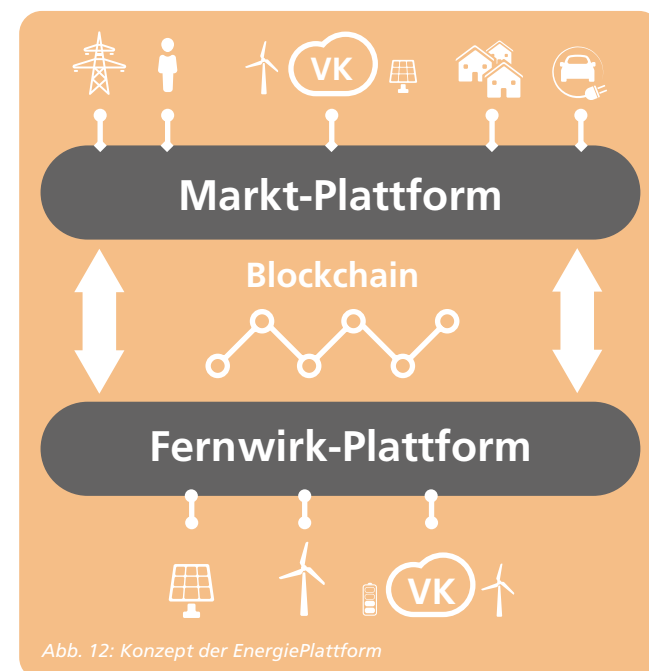 VK
Markt-Plattform
Blockchain
Fernwirk-Plattform
VK
Abb. 12: Konzept der EnergiePlattform